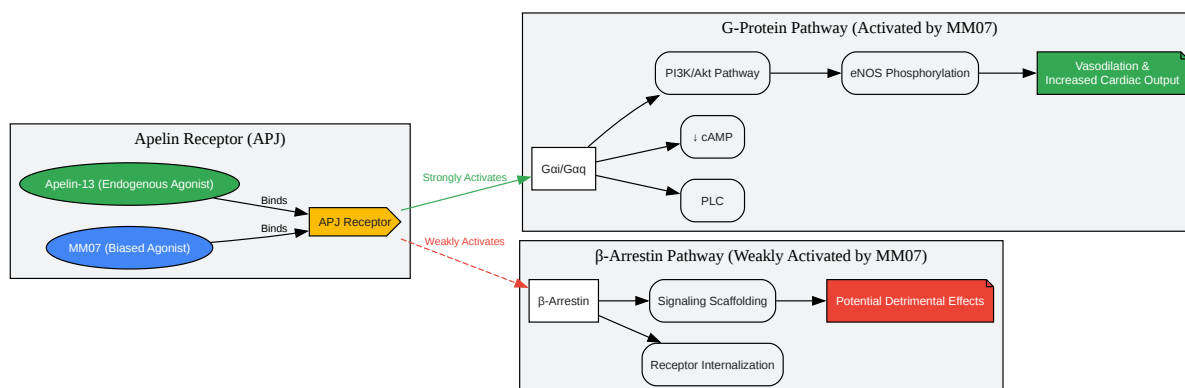 Apelin Receptor (APJ)
Apelin-13 (Endogenous Agonist)
MM07 (Biased Agonist)
Binds
Binds
APJ Receptor
Strongly Activates
Weakly Activates
G-Protein Pathway (Activated by MM07)
Gαi/Gαq
PI3K/Akt Pathway
eNOS Phosphorylation
Vasodilation &
Increased Cardiac Output
↓ cAMP
PLC
β-Arrestin Pathway (Weakly Activated by MM07)
β-Arrestin
Signaling Scaffolding
Potential Detrimental Effects
Receptor Internalization